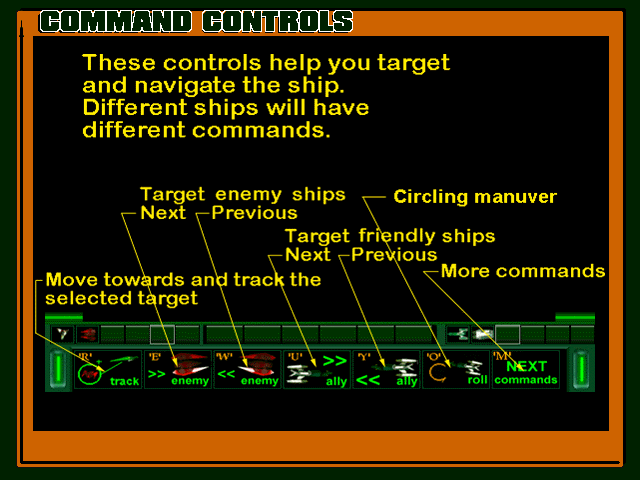 COMMAND CONTROLS
These controls help you target
and navigate the ship.
Different ships will have
different commands.
Target enemy ships
Next Previous
Circling manuver
Target friendly ships
Next Previous
More commands
Move towards and track the
selected target
'R' 'E' 'W' 'U' 'Y' 'O' 'M'
track
>> enemy
<< enemy
>> ally
<< ally
roll
NEXT
commands